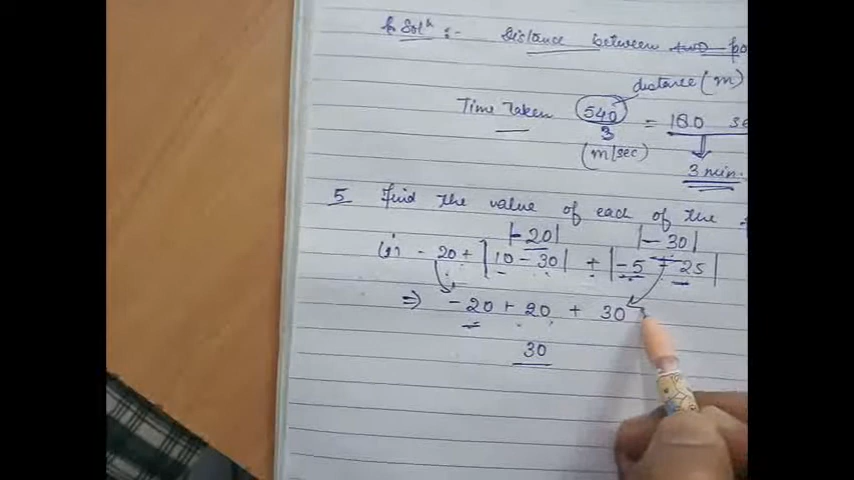 Solⁿ :- Distance between two po
distance (m)
Time Taken 540/3 = 180 se
(m/sec)
3 min.
5 Find the value of each of the
|-20| |-30|
(i) - 20 + |10 - 30| + |-5 - 25|
⇒ - 20 + 20 + 30
30